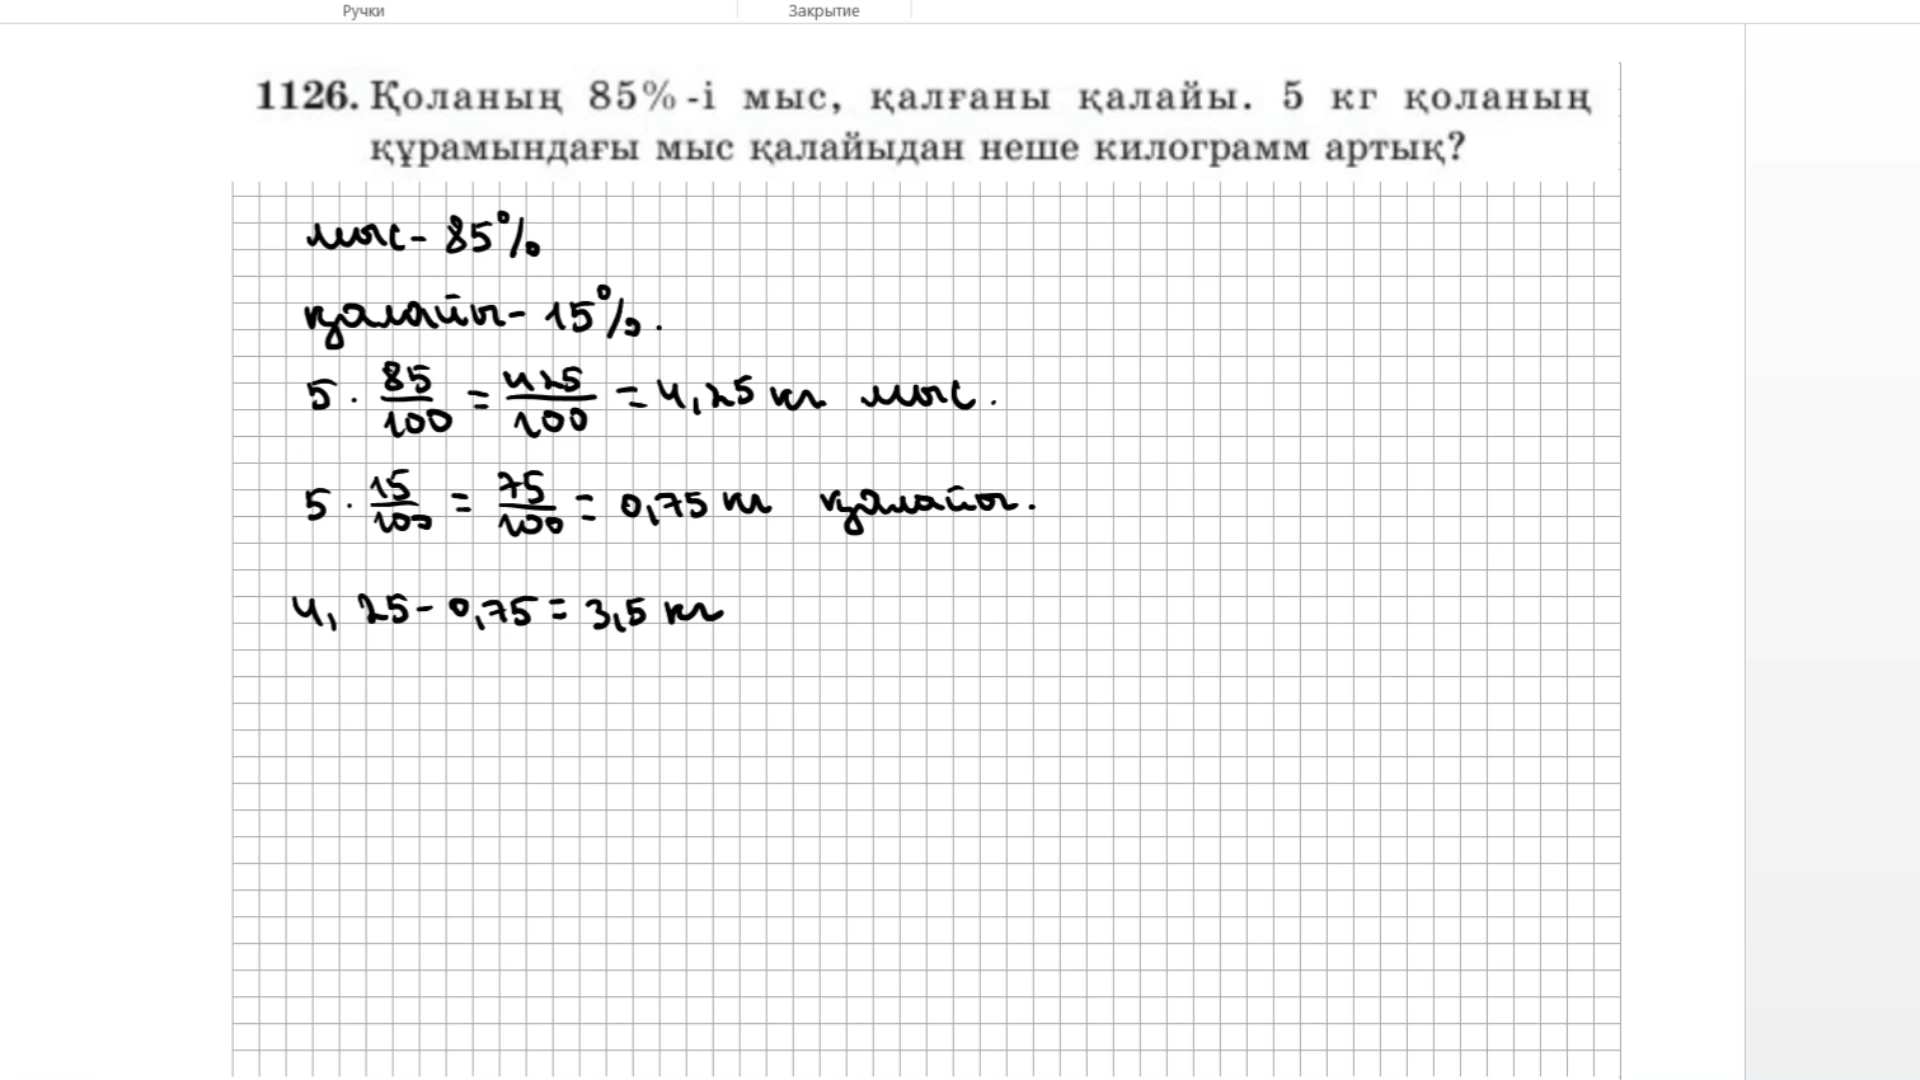 Ручки Закрытие
1126. Қоланың 85%-і мыс, қалғаны қалайы. 5 кг қоланың
құрамындағы мыс қалайыдан неше килограмм артық?
мыс - 85%
қалайы - 15%.
5 · 85/100 = 425/100 = 4,25 кг мыс.
5 · 15/100 = 75/100 = 0,75 кг қалайы.
4,25 - 0,75 = 3,5 кг